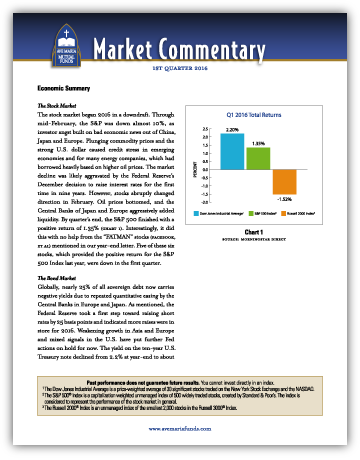 AVE MARIA
MUTUAL
FUNDS
Market Commentary
1ST QUARTER 2016
Economic Summary
The Stock Market
The stock market began 2016 in a downdraft. Through
mid-February, the S&P was down almost 10%, as
investor angst built on bad economic news out of China,
Japan and Europe. Plunging commodity prices and the
strong U.S. dollar caused credit stress in emerging
economies and for many energy companies, which had
borrowed heavily based on higher oil prices. The market
decline was likely aggravated by the Federal Reserve's
December decision to raise interest rates for the first
time in nine years. However, stocks abruptly changed
direction in February. Oil prices bottomed, and the
Central Banks of Japan and Europe aggressively added
liquidity. By quarter's end, the S&P 500 finished with a
positive return of 1.35% (CHART 1). Interestingly, it did
this with no help from the "FATMAN" stocks (FACEBOOK,
ET AL) mentioned in our year-end letter. Five of these six
stocks, which provided the positive return for the S&P
500 Index last year, were down in the first quarter.
The Bond Market
Globally, nearly 25% of all sovereign debt now carries
negative yields due to repeated quantitative easing by the
Central Banks in Europe and Japan. As mentioned, the
Federal Reserve took a first step toward raising short
rates by 25 basis points and indicated more raises were in
store for 2016. Weakening growth in Asia and Europe
and mixed signals in the U.S. have put further Fed
actions on hold for now. The yield on the ten-year U.S.
Treasury note declined from 2.2% at year-end to about
Q1 2016 Total Returns
PERCENT
2.5
2.0
1.5
1.0
0.5
0.0
-0.5
-1.0
-1.5
-2.0
2.20%
1.35%
-1.52%
Dow Jones Industrial Average¹
S&P 500 Index²
Russell 2000 Index³
Chart 1
SOURCE: MORNINGSTAR DIRECT
Past performance does not guarantee future results. You cannot invest directly in an index.
¹ The Dow Jones Industrial Average is a price-weighted average of 30 significant stocks traded on the New York Stock Exchange and the NASDAQ.
² The S&P 500® Index is a capitalization-weighted unmanaged index of 500 widely traded stocks, created by Standard & Poor's. The index is
considered to represent the performance of the stock market in general.
³ The Russell 2000® Index is an unmanaged index of the smallest 2,000 stocks in the Russell 3000® Index.
www.avemariafunds.com